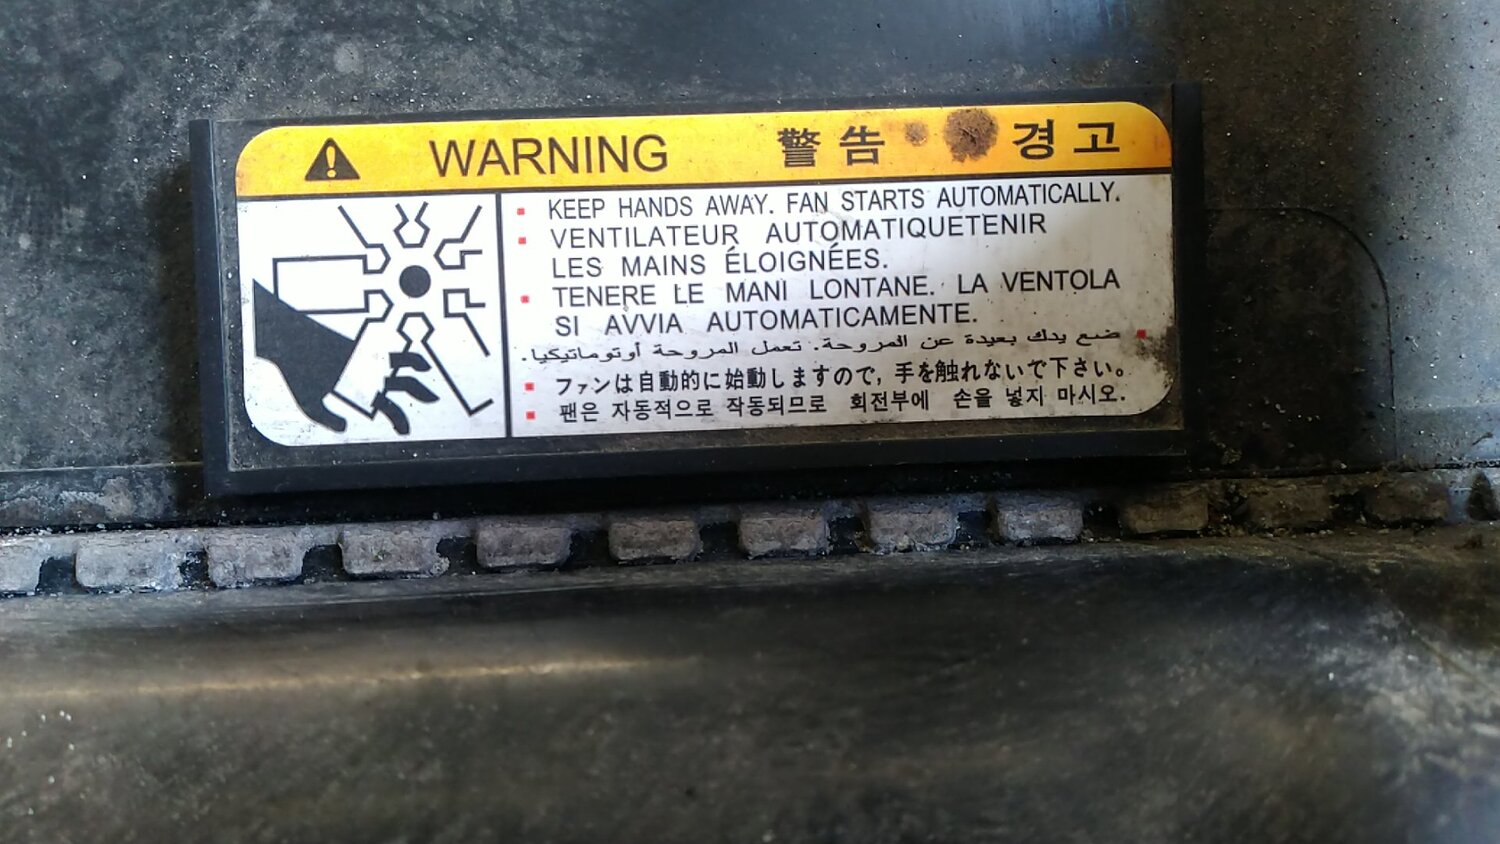 WARNING 警告 경고
KEEP HANDS AWAY. FAN STARTS AUTOMATICALLY.
VENTILATEUR AUTOMATIQUETENIR
LES MAINS ÉLOIGNÉES.
TENERE LE MANI LONTANE. LA VENTOLA
SI AVVIA AUTOMATICAMENTE.
ضع يدك بعيدة عن المروحة. تعمل المروحة أوتوماتيكيا.
ファンは自動的に始動しますので, 手を触れないで下さい。
팬은 자동적으로 작동되므로 회전부에 손을 넣지 마시오.